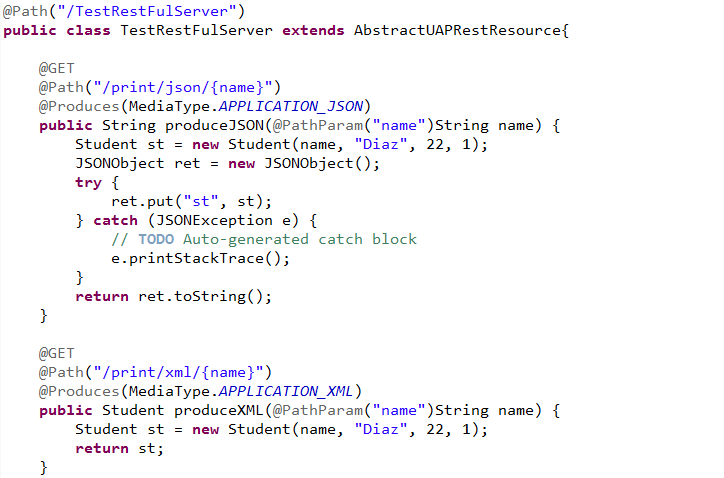 @Path("/TestRestFulServer")
public class TestRestFulServer extends AbstractUAPRestResource{
@GET
@Path("/print/json/{name}")
@Produces(MediaType.APPLICATION_JSON)
public String produceJSON(@PathParam("name")String name) {
Student st = new Student(name, "Diaz", 22, 1);
JSONObject ret = new JSONObject();
try {
ret.put("st", st);
} catch (JSONException e) {
// TODO Auto-generated catch block
e.printStackTrace();
}
return ret.toString();
}
@GET
@Path("/print/xml/{name}")
@Produces(MediaType.APPLICATION_XML)
public Student produceXML(@PathParam("name")String name) {
Student st = new Student(name, "Diaz", 22, 1);
return st;
}